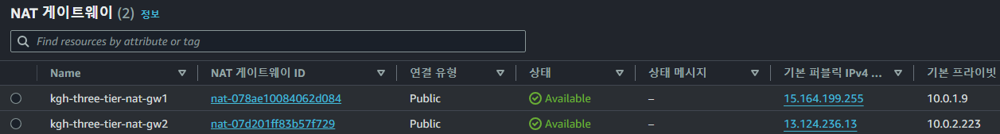 NAT 게이트웨이 (2) 정보
Find resources by attribute or tag
Name NAT 게이트웨이 ID 연결 유형 상태 상태 메시지 기본 퍼블릭 IPv4 ... 기본 프라이빗
kgh-three-tier-nat-gw1 nat-078ae10084062d084 Public Available – 15.164.199.255 10.0.1.9
kgh-three-tier-nat-gw2 nat-07d201ff83b57f729 Public Available – 13.124.236.13 10.0.2.223